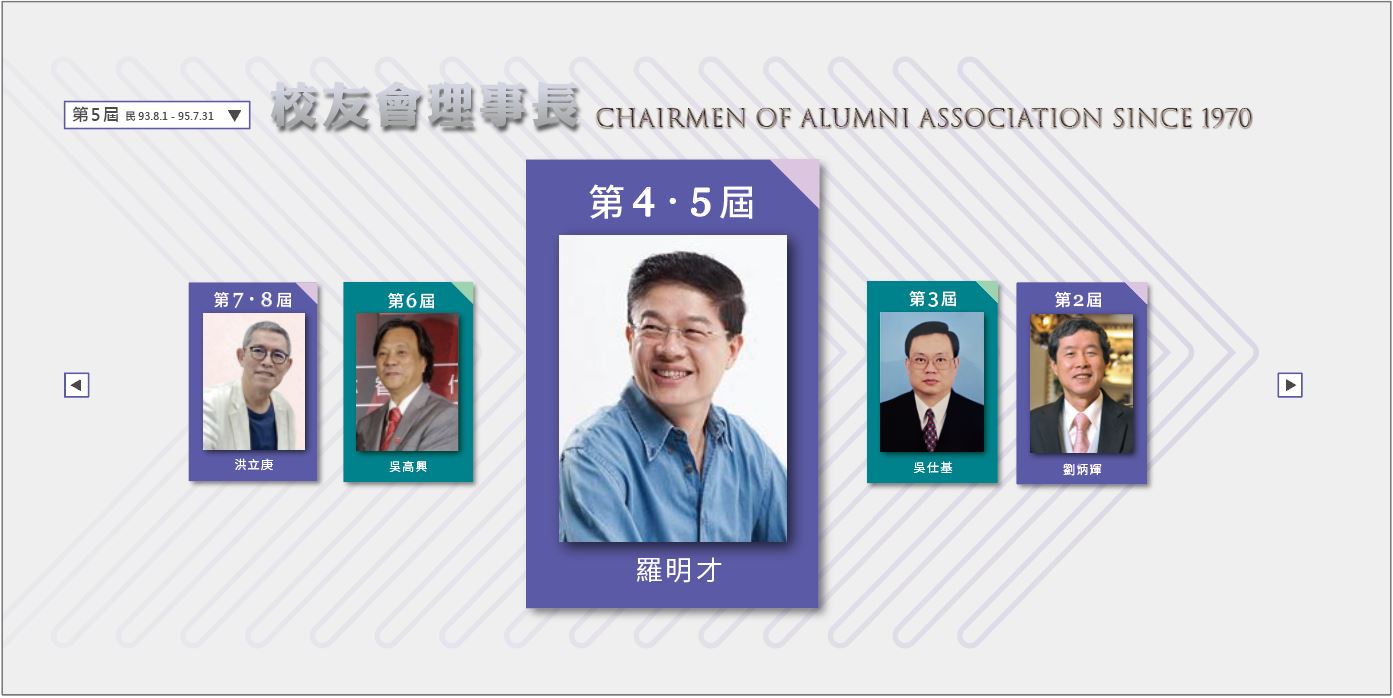 第5屆 民93.8.1 - 95.7.31 ▼
校友會理事長 CHAIRMEN OF ALUMNI ASSOCIATION SINCE 1970
第4·5屆
羅明才
第7·8屆
洪立庚
第6屆
吳高興
第3屆
吳仕基
第2屆
劉炳輝